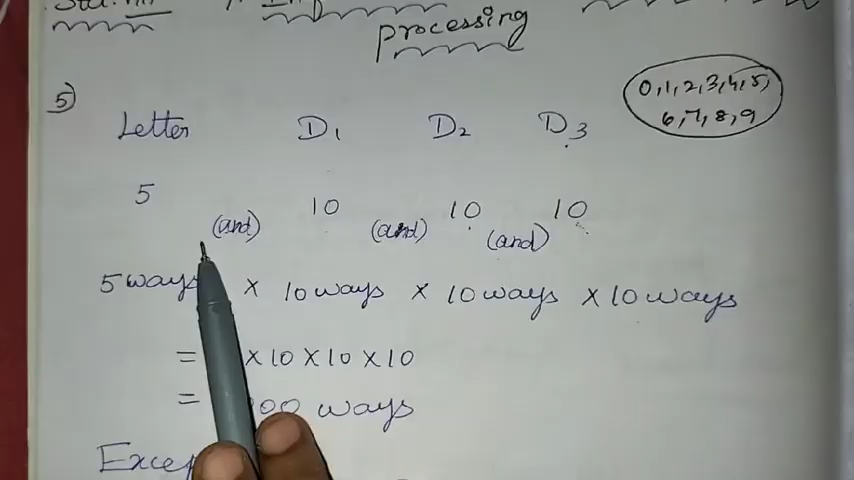 processing
0,1,2,3,4,5,
6,7,8,9
5)
Letter D1 D2 D3
5 (and) 10 (and) 10 (and) 10
5 ways × 10 ways × 10 ways × 10 ways
= ×10×10×10
= 00 ways